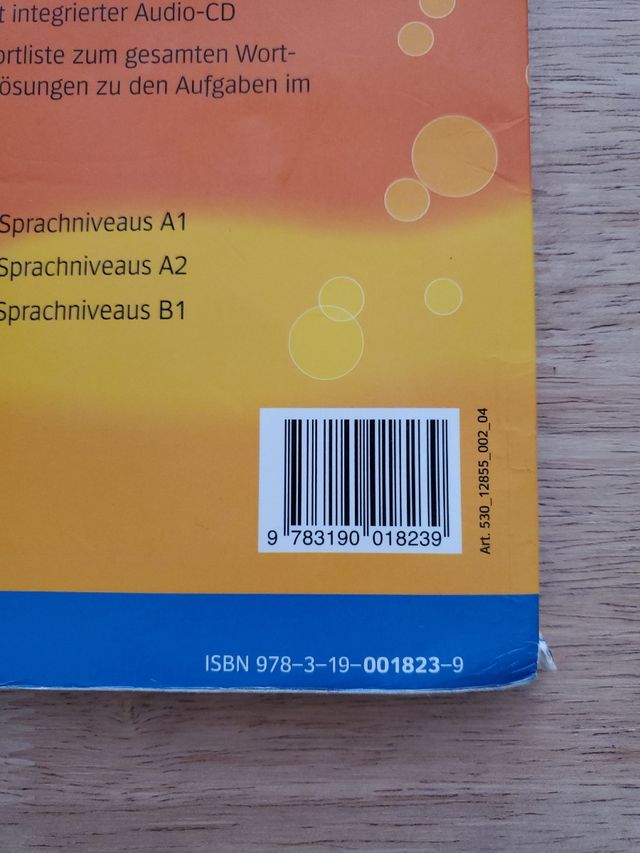 t integrierter Audio-CD
ortliste zum gesamten Wort-
ösungen zu den Aufgaben im
Sprachniveaus A1
Sprachniveaus A2
Sprachniveaus B1
9 783190 018239
Art. 530_12855_002_04
ISBN 978–3–19–001823–9